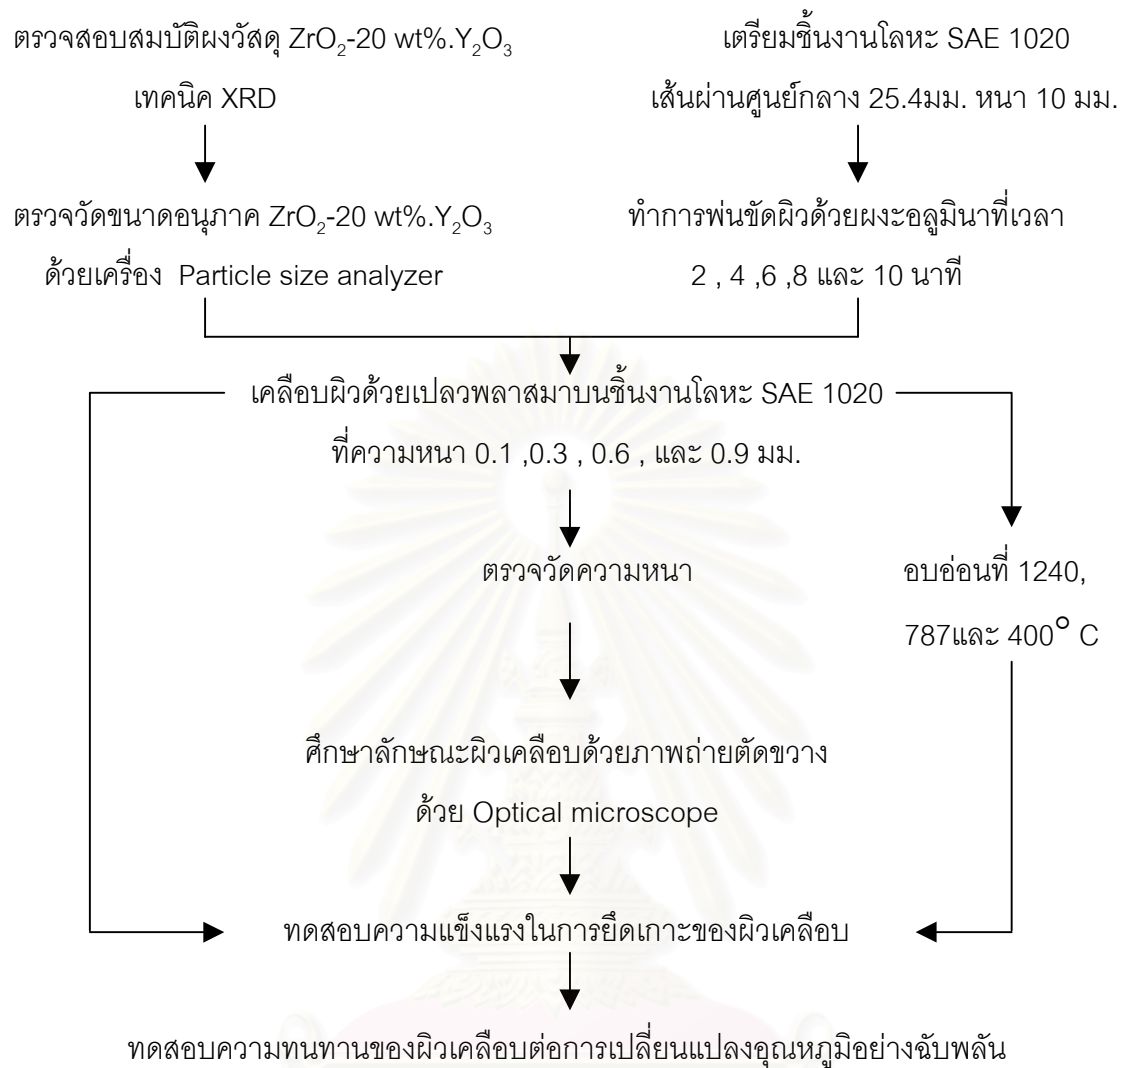 ตรวจสอบสมบัติผงวัสดุ ZrO₂-20 wt%.Y₂O₃
เทคนิค XRD
เตรียมชิ้นงานโลหะ SAE 1020
เส้นผ่านศูนย์กลาง 25.4มม. หนา 10 มม.
ตรวจวัดขนาดอนุภาค ZrO₂-20 wt%.Y₂O₃
ด้วยเครื่อง Particle size analyzer
ทำการพ่นขัดผิวด้วยผงะอลูมินาที่เวลา
2 , 4 ,6 ,8 และ 10 นาที
เคลือบผิวด้วยเปลวพลาสมาบนชิ้นงานโลหะ SAE 1020
ที่ความหนา 0.1 ,0.3 , 0.6 , และ 0.9 มม.
ตรวจวัดความหนา
อบอ่อนที่ 1240,
787และ 400° C
ศึกษาลักษณะผิวเคลือบด้วยภาพถ่ายตัดขวาง
ด้วย Optical microscope
ทดสอบความแข็งแรงในการยึดเกาะของผิวเคลือบ
ทดสอบความทนทานของผิวเคลือบต่อการเปลี่ยนแปลงอุณหภูมิอย่างฉับพลัน